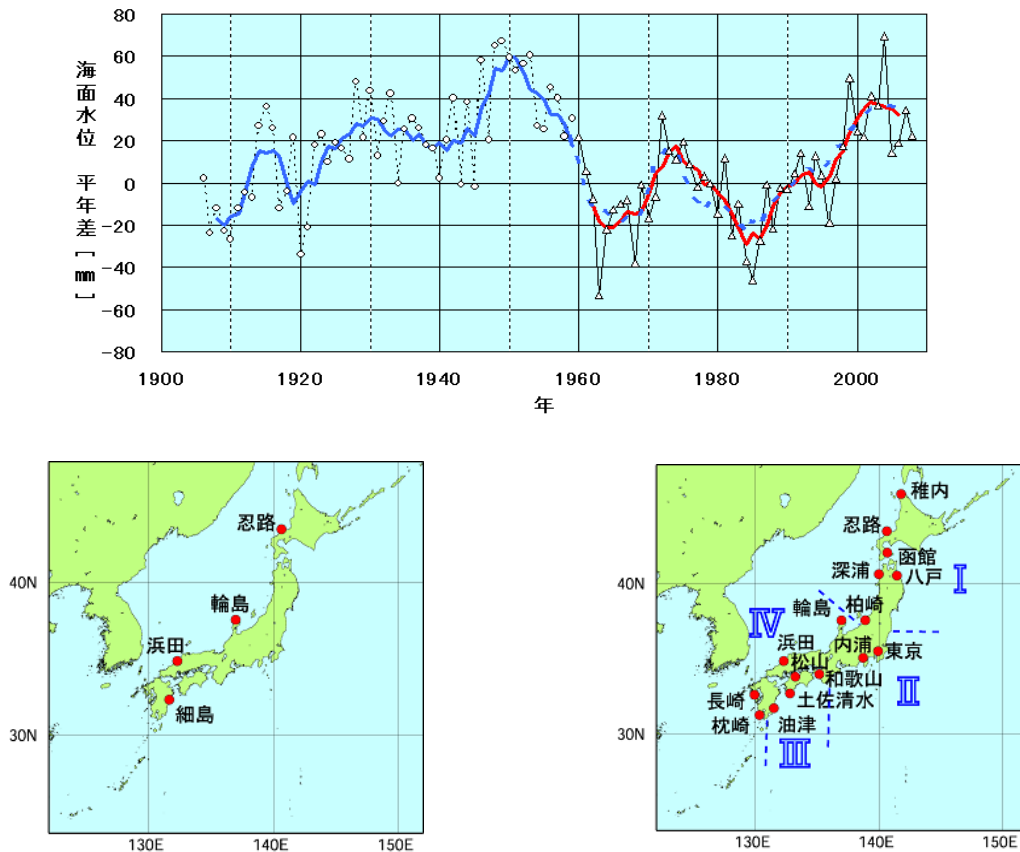 海面水位 平年差[mm]
80
60
40
20
0
-20
-40
-60
-80
1900
1920
1940
1960
1980
2000
年
忍路
輪島
浜田
細島
40N
30N
130E
140E
150E
稚内
忍路
函館
深浦
八戸
I
輪島
柏崎
IV
浜田
内浦
東京
松山
和歌山
II
長崎
土佐清水
枕崎
油津
III
40N
30N
130E
140E
150E